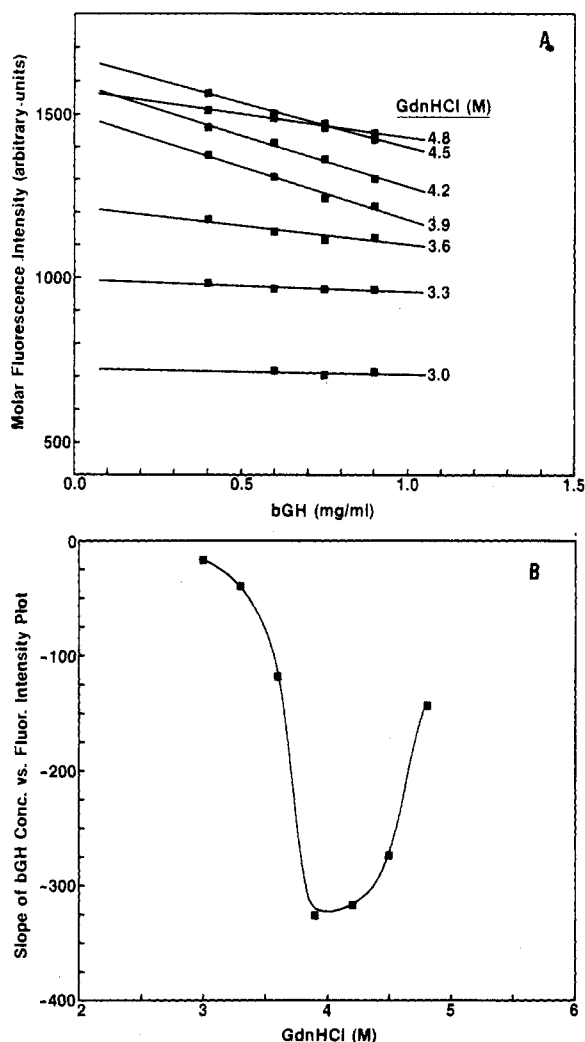 A.
Molar Fluorescence Intensity (arbitrary-units)
1500
1000
500
GdnHCl (M)
4.8
4.5
4.2
3.9
3.6
3.3
3.0
0.0 0.5 1.0 1.5
bGH (mg/ml)
B
Slope of bGH Conc. vs. Fluor. Intensity Plot
0
-100
-200
-300
-400
2 3 4 5 6
GdnHCl (M)